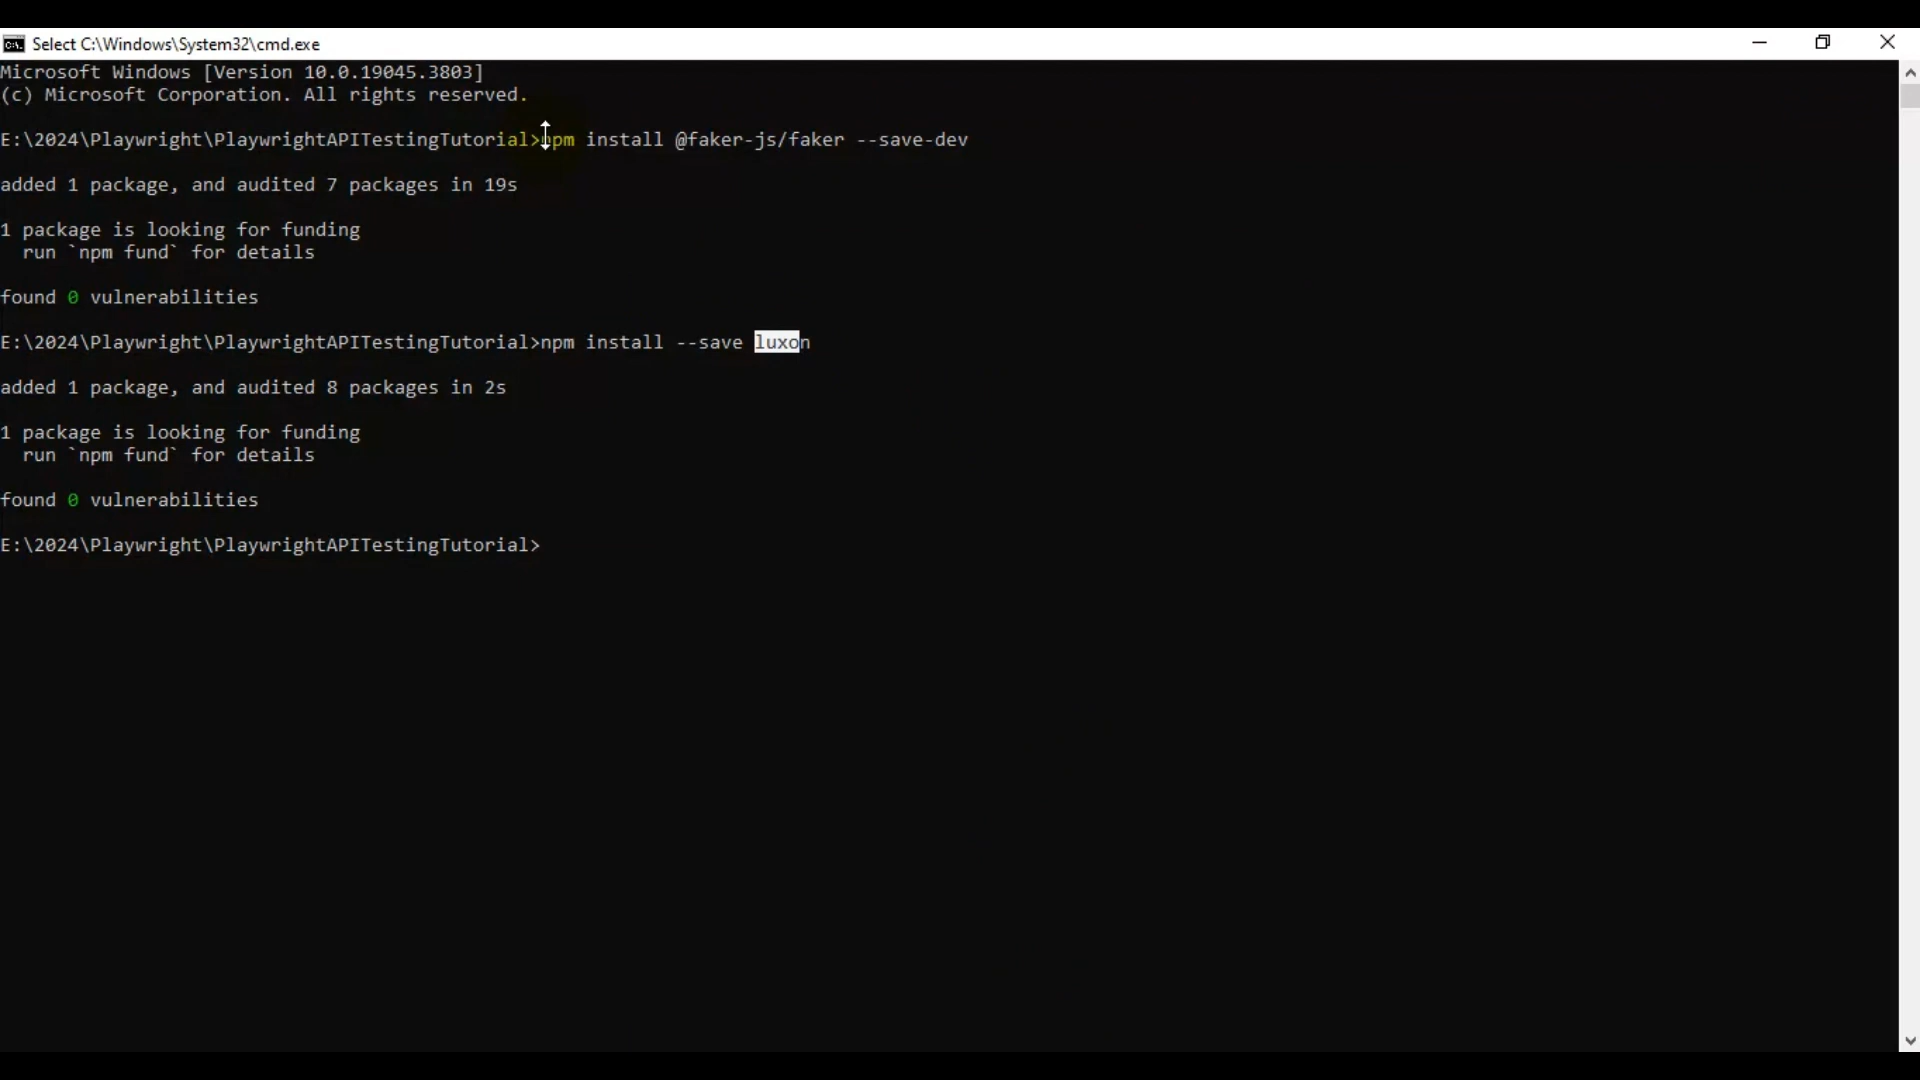 Select C:\Windows\System32\cmd.exe
Microsoft Windows [Version 10.0.19045.3803]
(c) Microsoft Corporation. All rights reserved.
E:\2024\Playwright\PlaywrightAPITestingTutorial>npm install @faker-js/faker --save-dev
added 1 package, and audited 7 packages in 19s
1 package is looking for funding
  run `npm fund` for details
found 0 vulnerabilities
E:\2024\Playwright\PlaywrightAPITestingTutorial>npm install --save luxon
added 1 package, and audited 8 packages in 2s
1 package is looking for funding
  run `npm fund` for details
found 0 vulnerabilities
E:\2024\Playwright\PlaywrightAPITestingTutorial>